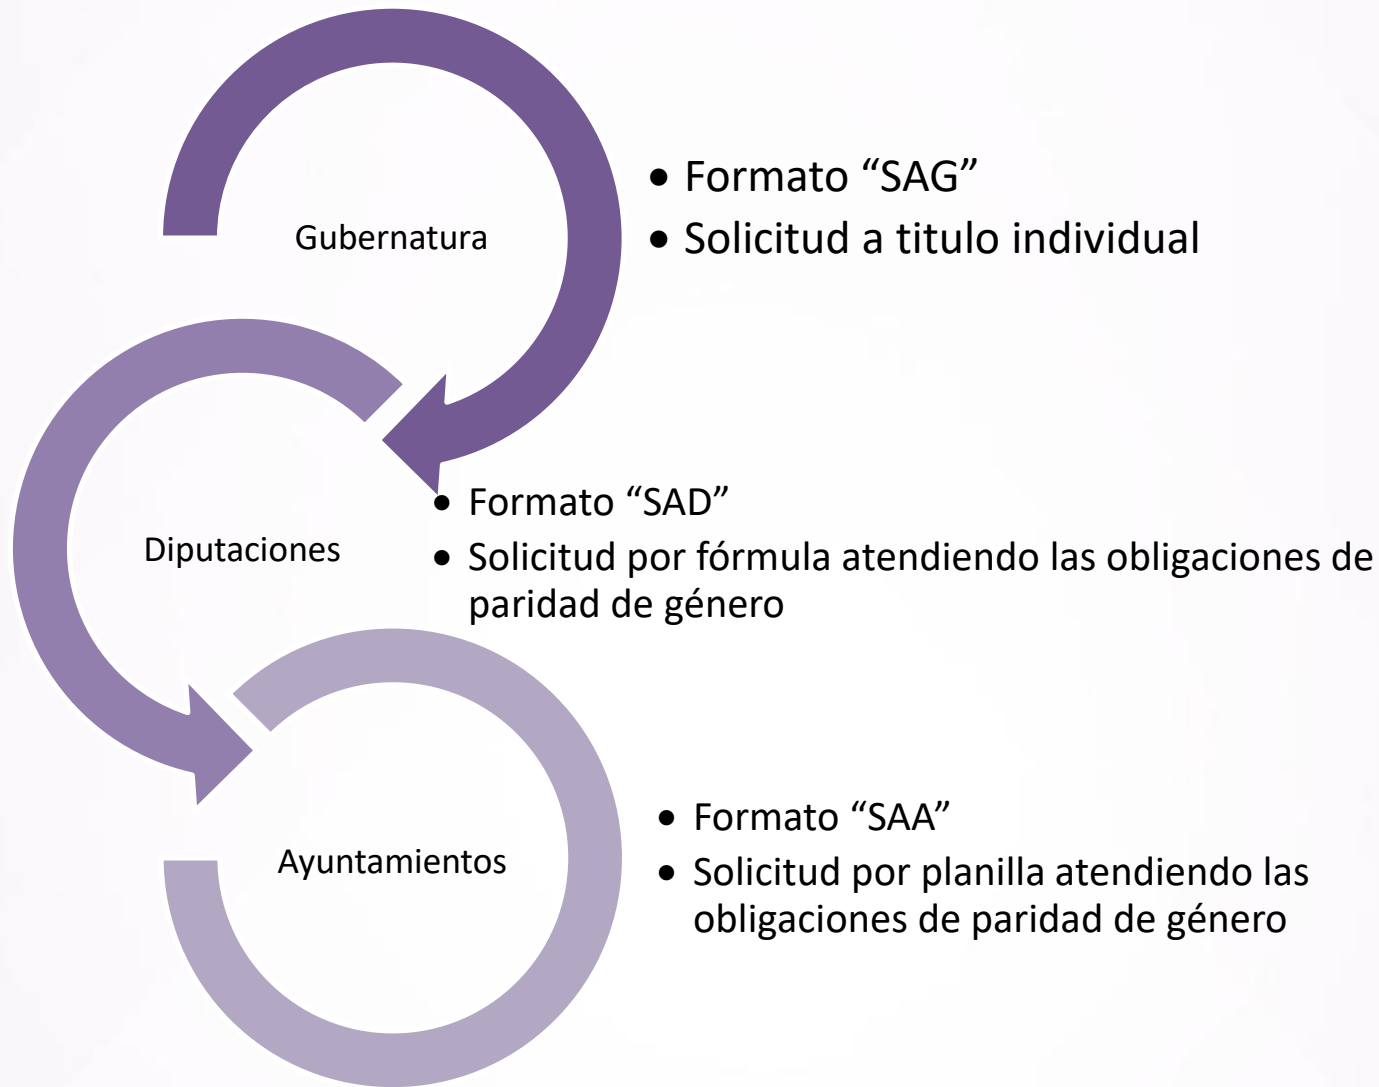 Gubernatura
• Formato “SAG”
• Solicitud a titulo individual
Diputaciones
• Formato “SAD”
• Solicitud por fórmula atendiendo las obligaciones de
paridad de género
Ayuntamientos
• Formato “SAA”
• Solicitud por planilla atendiendo las
obligaciones de paridad de género